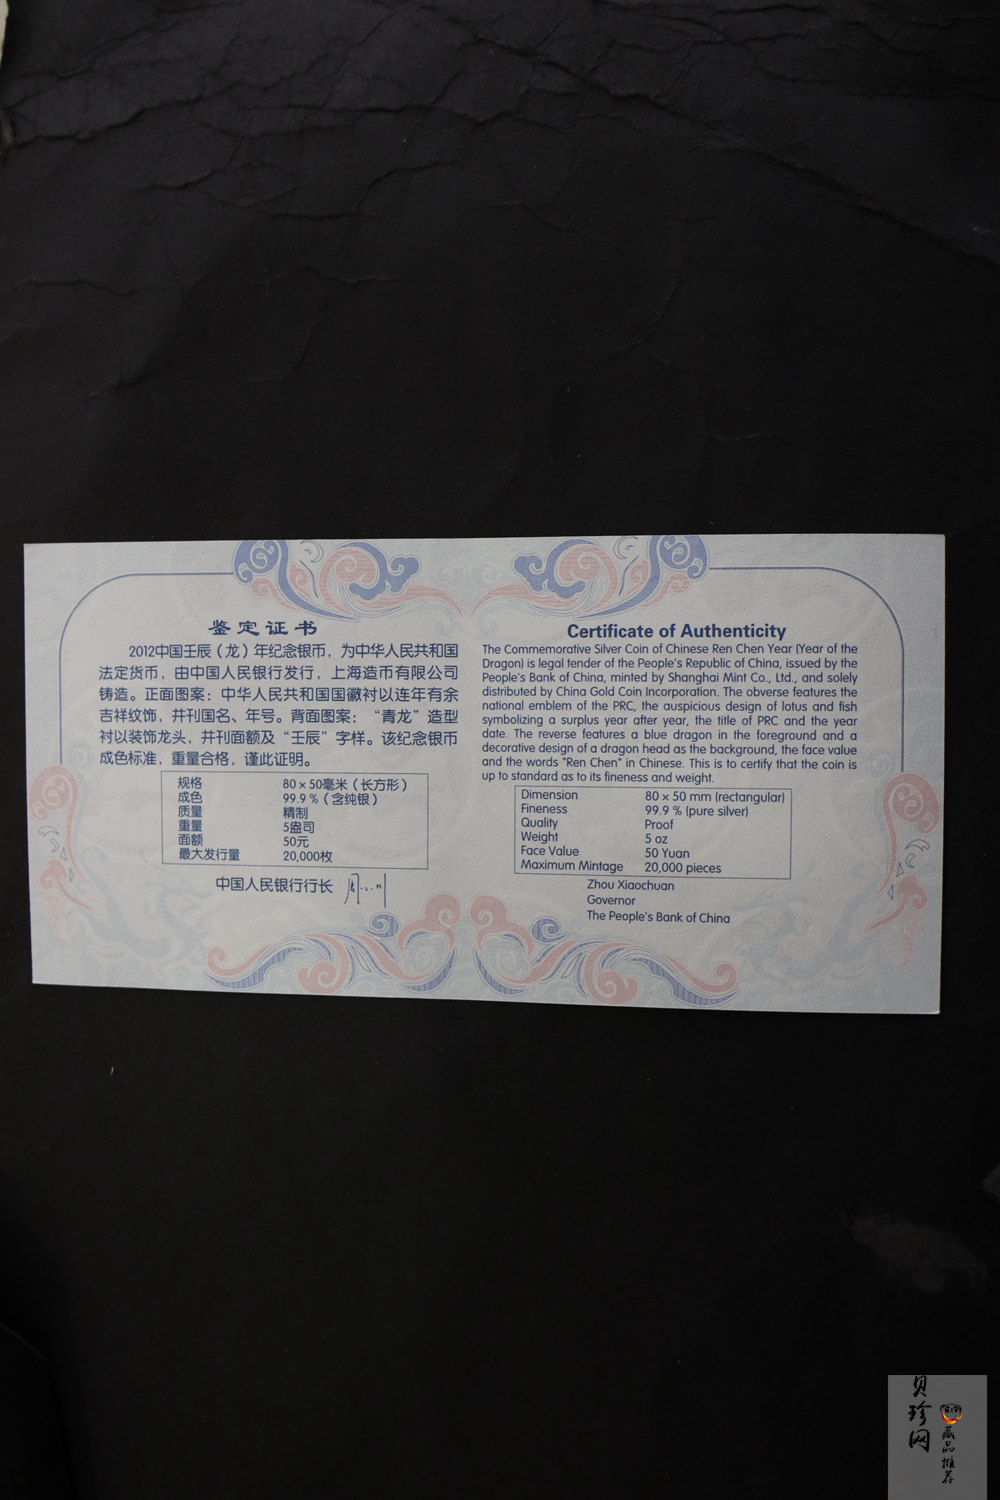 鉴定证书
2012中国壬辰（龙）年纪念银币，为中华人民共和国
法定货币，由中国人民银行发行，上海造币有限公司
铸造。正面图案：中华人民共和国国徽衬以连年有余
吉祥纹饰，并刊国名、年号。背面图案：“青龙”造型
衬以装饰龙头，并刊面额及“壬辰”字样。该纪念银币
成色标准，重量合格，谨此证明。
规格 80×50毫米（长方形）
成色 99.9％（含纯银）
质量 精制
重量 5盎司
面额 50元
最大发行量 20,000枚
中国人民银行行长
Certificate of Authenticity
The Commemorative Silver Coin of Chinese Ren Chen Year (Year of the
Dragon) is legal tender of the People's Republic of China, issued by the
People's Bank of China, minted by Shanghai Mint Co., Ltd., and solely
distributed by China Gold Coin Incorporation. The obverse features the
national emblem of the PRC, the auspicious design of lotus and fish
symbolizing a surplus year after year, the title of PRC and the year
date. The reverse features a blue dragon in the foreground and a
decorative design of a dragon head as the background, the face value
and the words "Ren Chen" in Chinese. This is to certify that the coin is
up to standard as to its fineness and weight.
Dimension 80 × 50 mm (rectangular)
Fineness 99.9 % (pure silver)
Quality Proof
Weight 5 oz
Face Value 50 Yuan
Maximum Mintage 20,000 pieces
Zhou Xiaochuan
Governor
The People's Bank of China
贝珍网
藏品推荐